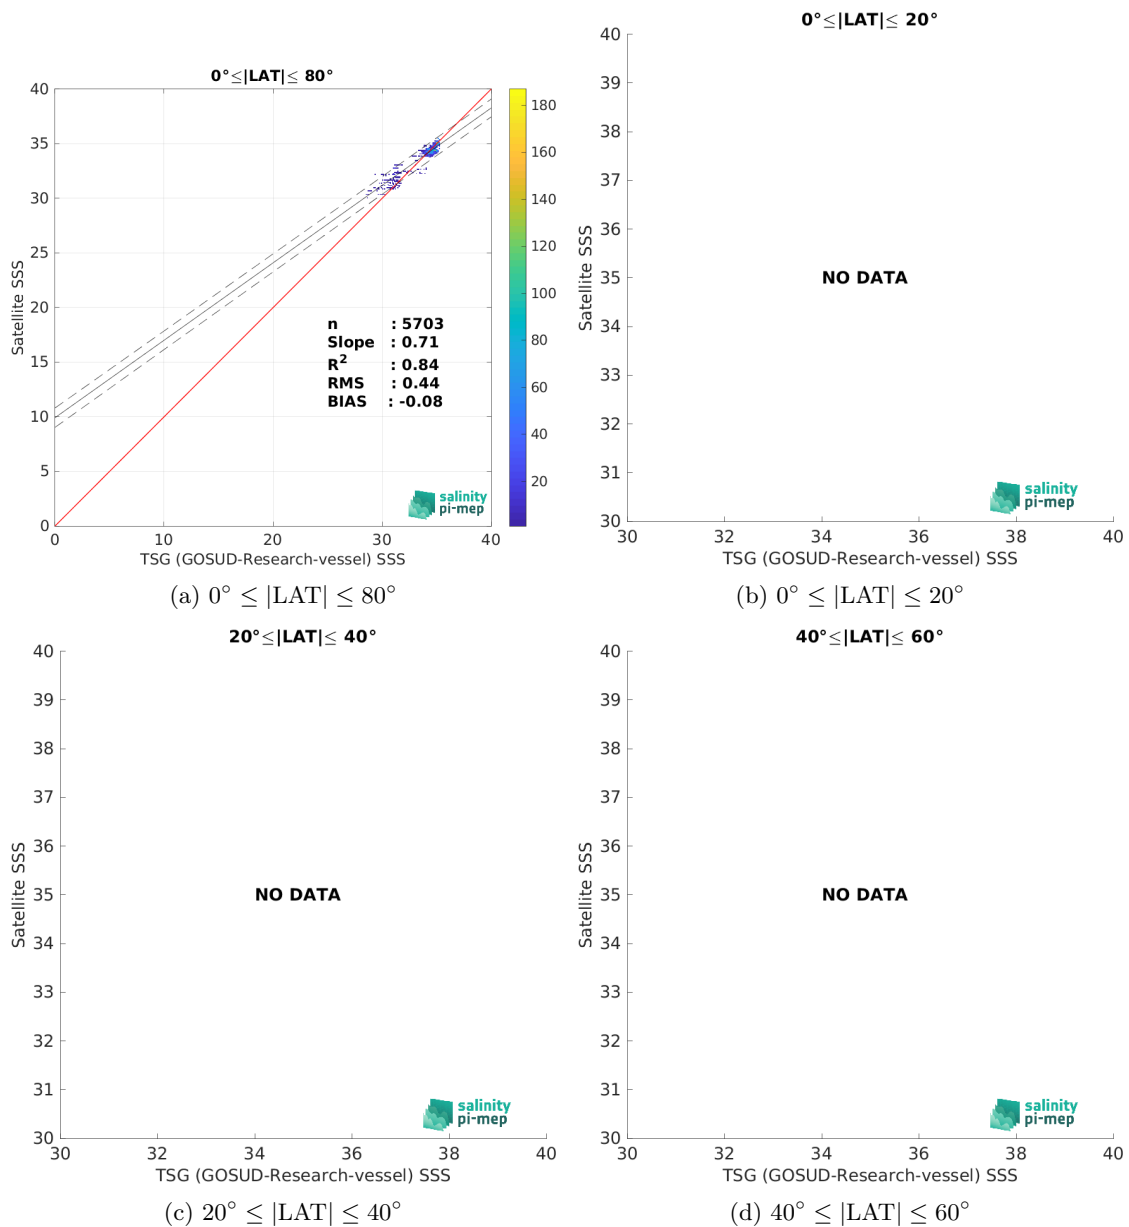 0°≤|LAT|≤ 80°
40
35
30
25
20
15
10
5
0
0
10
20
30
40
Satellite SSS
TSG (GOSUD-Research-vessel) SSS
180
160
140
120
100
80
60
40
20
n : 5703
Slope : 0.71
R² : 0.84
RMS : 0.44
BIAS : -0.08
salinity
pi-mep
(a) 0° ≤ |LAT| ≤ 80°
0°≤|LAT|≤ 20°
40
39
38
37
36
35
34
33
32
31
30
30
32
34
36
38
40
Satellite SSS
NO DATA
salinity
pi-mep
TSG (GOSUD-Research-vessel) SSS
(b) 0° ≤ |LAT| ≤ 20°
20°≤|LAT|≤ 40°
40
39
38
37
36
35
34
33
32
31
30
30
32
34
36
38
40
Satellite SSS
NO DATA
salinity
pi-mep
TSG (GOSUD-Research-vessel) SSS
(c) 20° ≤ |LAT| ≤ 40°
40°≤|LAT|≤ 60°
40
39
38
37
36
35
34
33
32
31
30
30
32
34
36
38
40
Satellite SSS
NO DATA
salinity
pi-mep
TSG (GOSUD-Research-vessel) SSS
(d) 40° ≤ |LAT| ≤ 60°